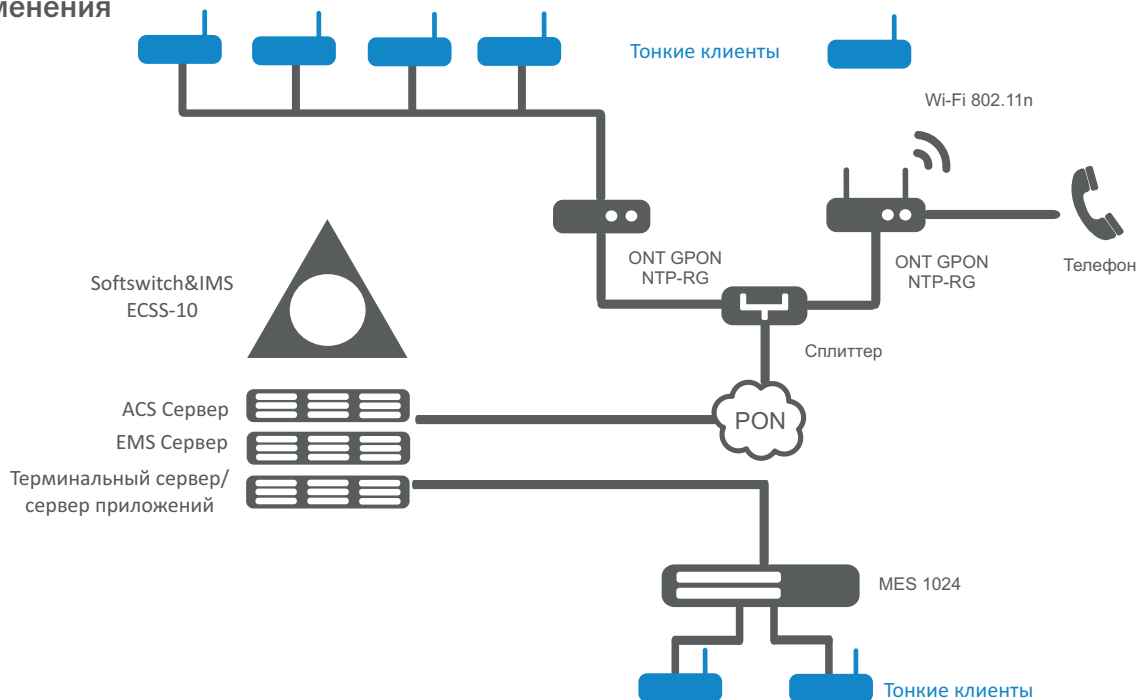 менения
Тонкие клиенты
Wi-Fi 802.11n
ONT GPON
NTP-RG
ONT GPON
NTP-RG
Телефон
Softswitch&IMS
ECSS-10
Сплиттер
ACS Сервер
PON
EMS Сервер
Терминальный сервер/
сервер приложений
MES 1024
Тонкие клиенты